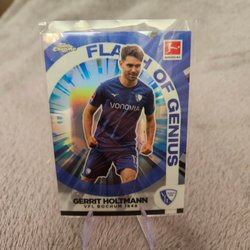 Chrome
FLASH OF GENIUS
BUNDESLIGA
VONOVIA
GERRIT HOLTMANN
VFL BOCHUM 1848